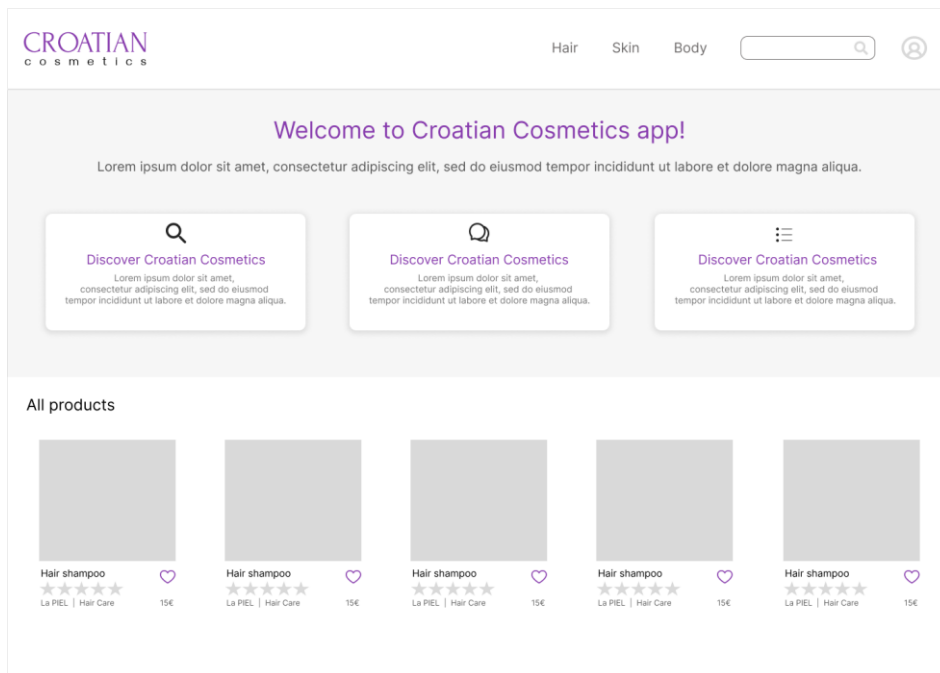 CROATIAN
cosmetics
Hair Skin Body
Welcome to Croatian Cosmetics app!
Lorem ipsum dolor sit amet, consectetur adipiscing elit, sed do eiusmod tempor incididunt ut labore et dolore magna aliqua.
Discover Croatian Cosmetics
Lorem ipsum dolor sit amet,
consectetur adipiscing elit, sed do eiusmod
tempor incididunt ut labore et dolore magna aliqua.
Discover Croatian Cosmetics
Lorem ipsum dolor sit amet,
consectetur adipiscing elit, sed do eiusmod
tempor incididunt ut labore et dolore magna aliqua.
Discover Croatian Cosmetics
Lorem ipsum dolor sit amet,
consectetur adipiscing elit, sed do eiusmod
tempor incididunt ut labore et dolore magna aliqua.
All products
Hair shampoo
La PIEL | Hair Care 15€
Hair shampoo
La PIEL | Hair Care 15€
Hair shampoo
La PIEL | Hair Care 15€
Hair shampoo
La PIEL | Hair Care 15€
Hair shampoo
La PIEL | Hair Care 15€